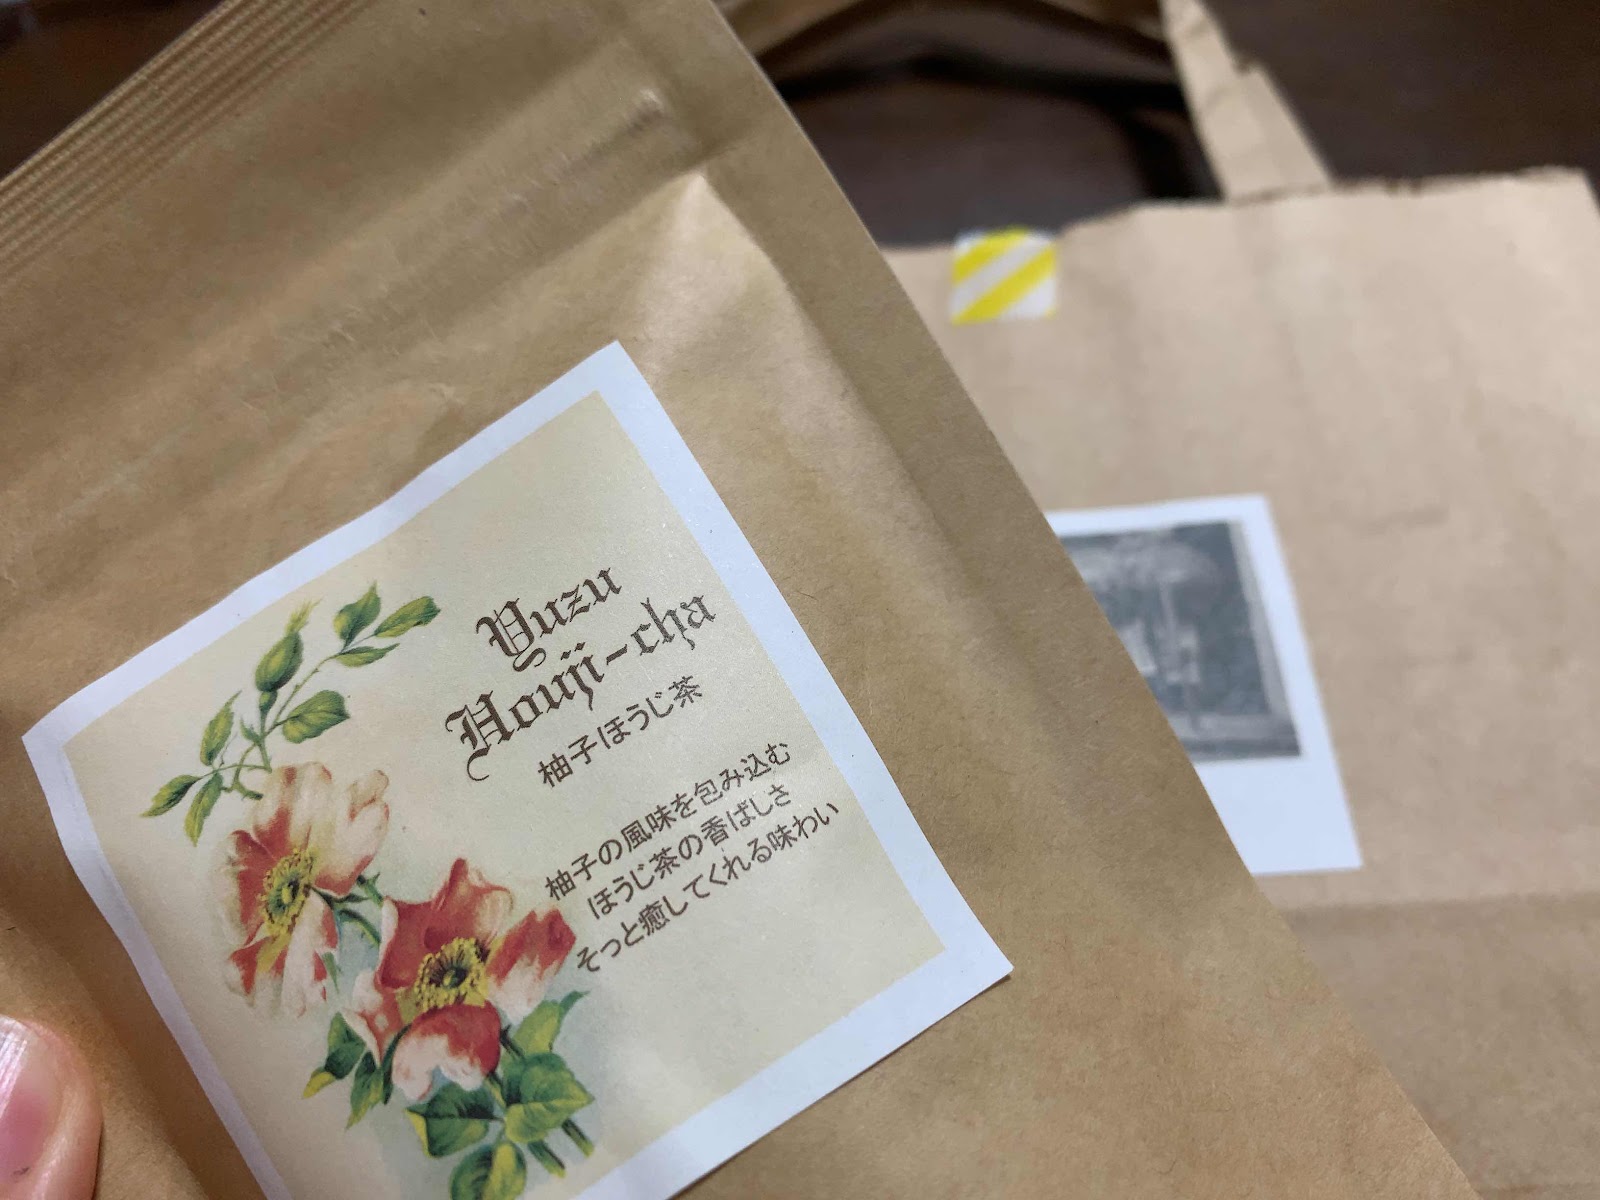 Yuzu
Houji-cha
柚子ほうじ茶
柚子の風味を包み込む
ほうじ茶の香ばしさ
そっと癒してくれる味わい